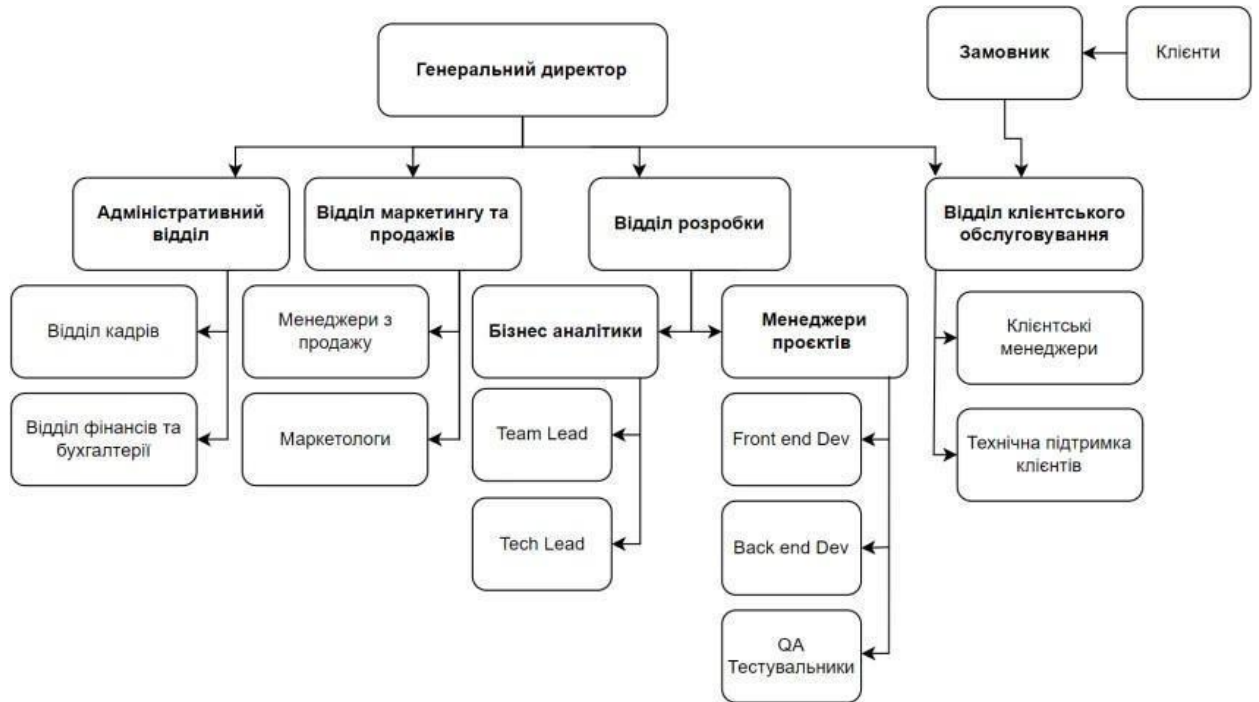 Генеральний директор
Замовник
Клієнти
Адміністративний
відділ
Відділ маркетингу та
продажів
Відділ розробки
Відділ клієнтського
обслуговування
Відділ кадрів
Менеджери з
продажу
Бізнес аналітики
Менеджери
проєктів
Клієнтські
менеджери
Відділ фінансів та
бухгалтерії
Маркетологи
Team Lead
Front end Dev
Технічна підтримка
клієнтів
Tech Lead
Back end Dev
QA
Тестувальники